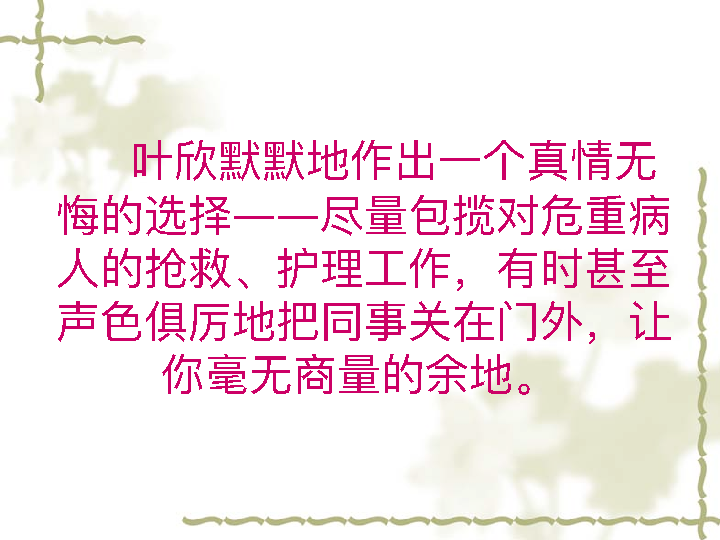 叶欣默默地作出一个真情无
悔的选择——尽量包揽对危重病
人的抢救、护理工作，有时甚至
声色俱厉地把同事关在门外，让
你毫无商量的余地。